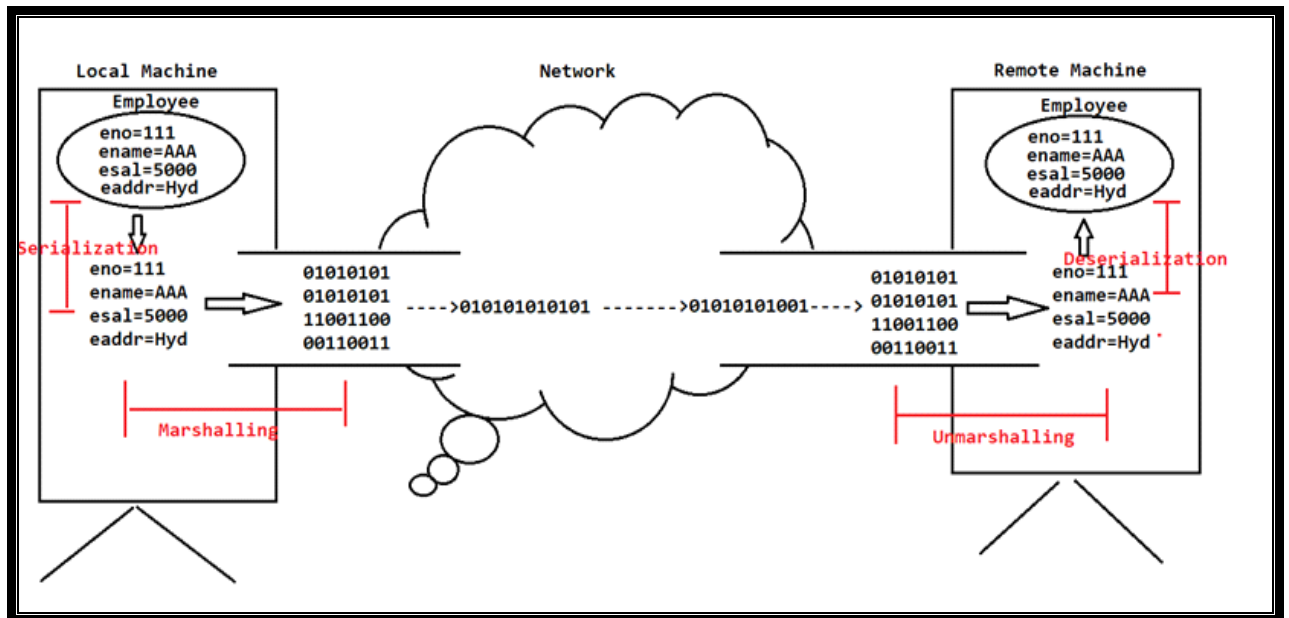 Local Machine
Employee
eno=111
ename=AAA
esal=5000
eaddr=Hyd
Serialization
eno=111
ename=AAA
esal=5000
eaddr=Hyd
Marshalling
Network
01010101
01010101
11001100
00110011
---->010101010101 ------->01010101001---->
01010101
01010101
11001100
00110011
Remote Machine
Employee
eno=111
ename=AAA
esal=5000
eaddr=Hyd
Deserialization
eno=111
ename=AAA
esal=5000
eaddr=Hyd
Unmarshalling